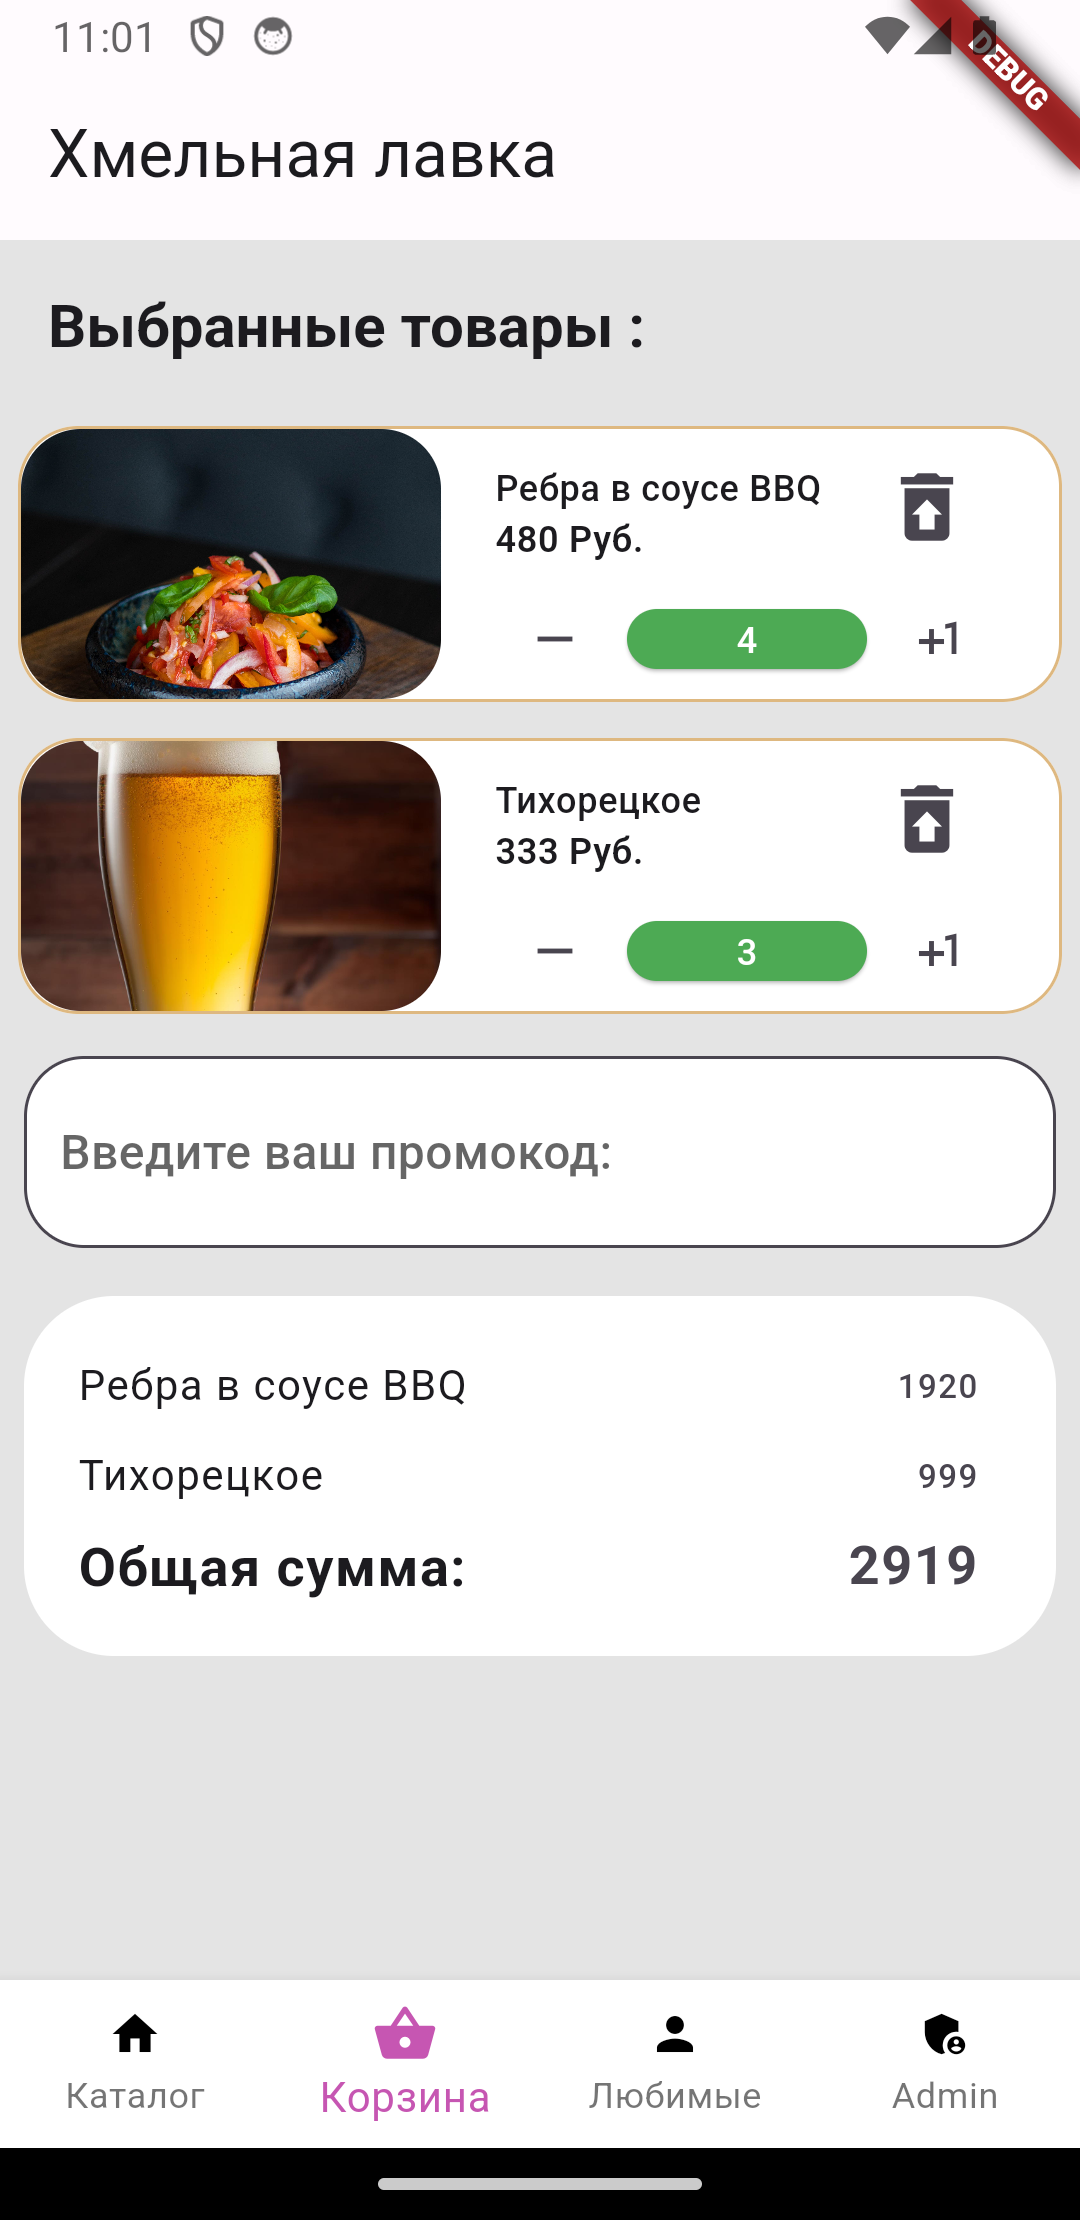 11:01
DEBUG
Хмельная лавка
Выбранные товары :
Ребра в соусе BBQ
480 Руб.
4
+1
Тихорецкое
333 Руб.
3
+1
Введите ваш промокод:
Ребра в соусе BBQ 1920
Тихорецкое 999
Общая сумма: 2919
Каталог Корзина Любимые Admin